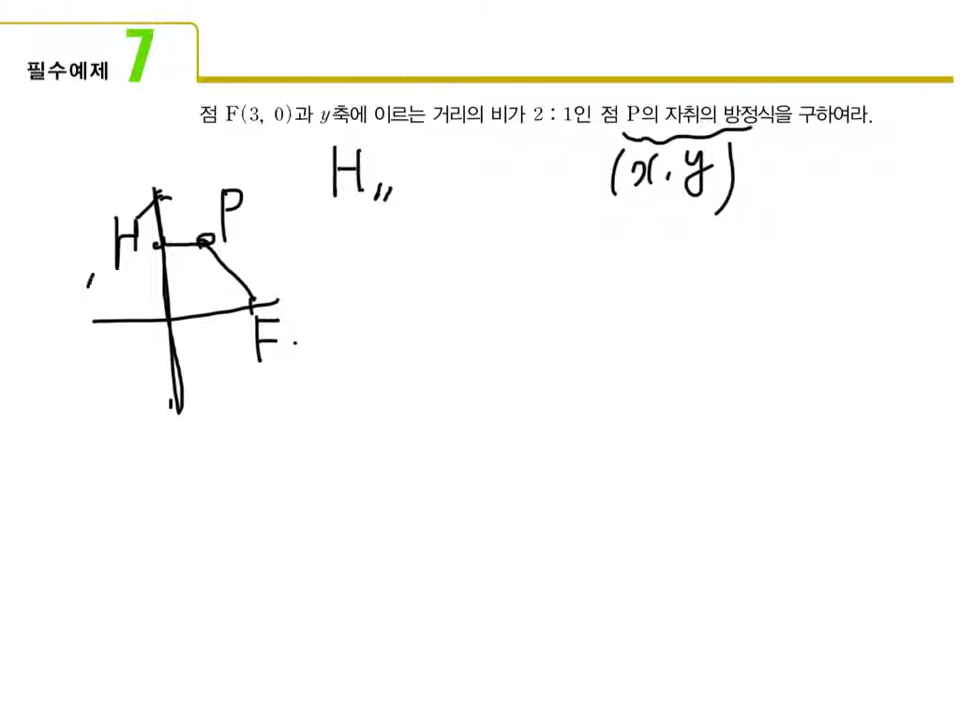 필수예제 7
점 F(3, 0)과 y축에 이르는 거리의 비가 2 : 1인 점 P의 자취의 방정식을 구하여라.
H,, (x, y)
P
H
F